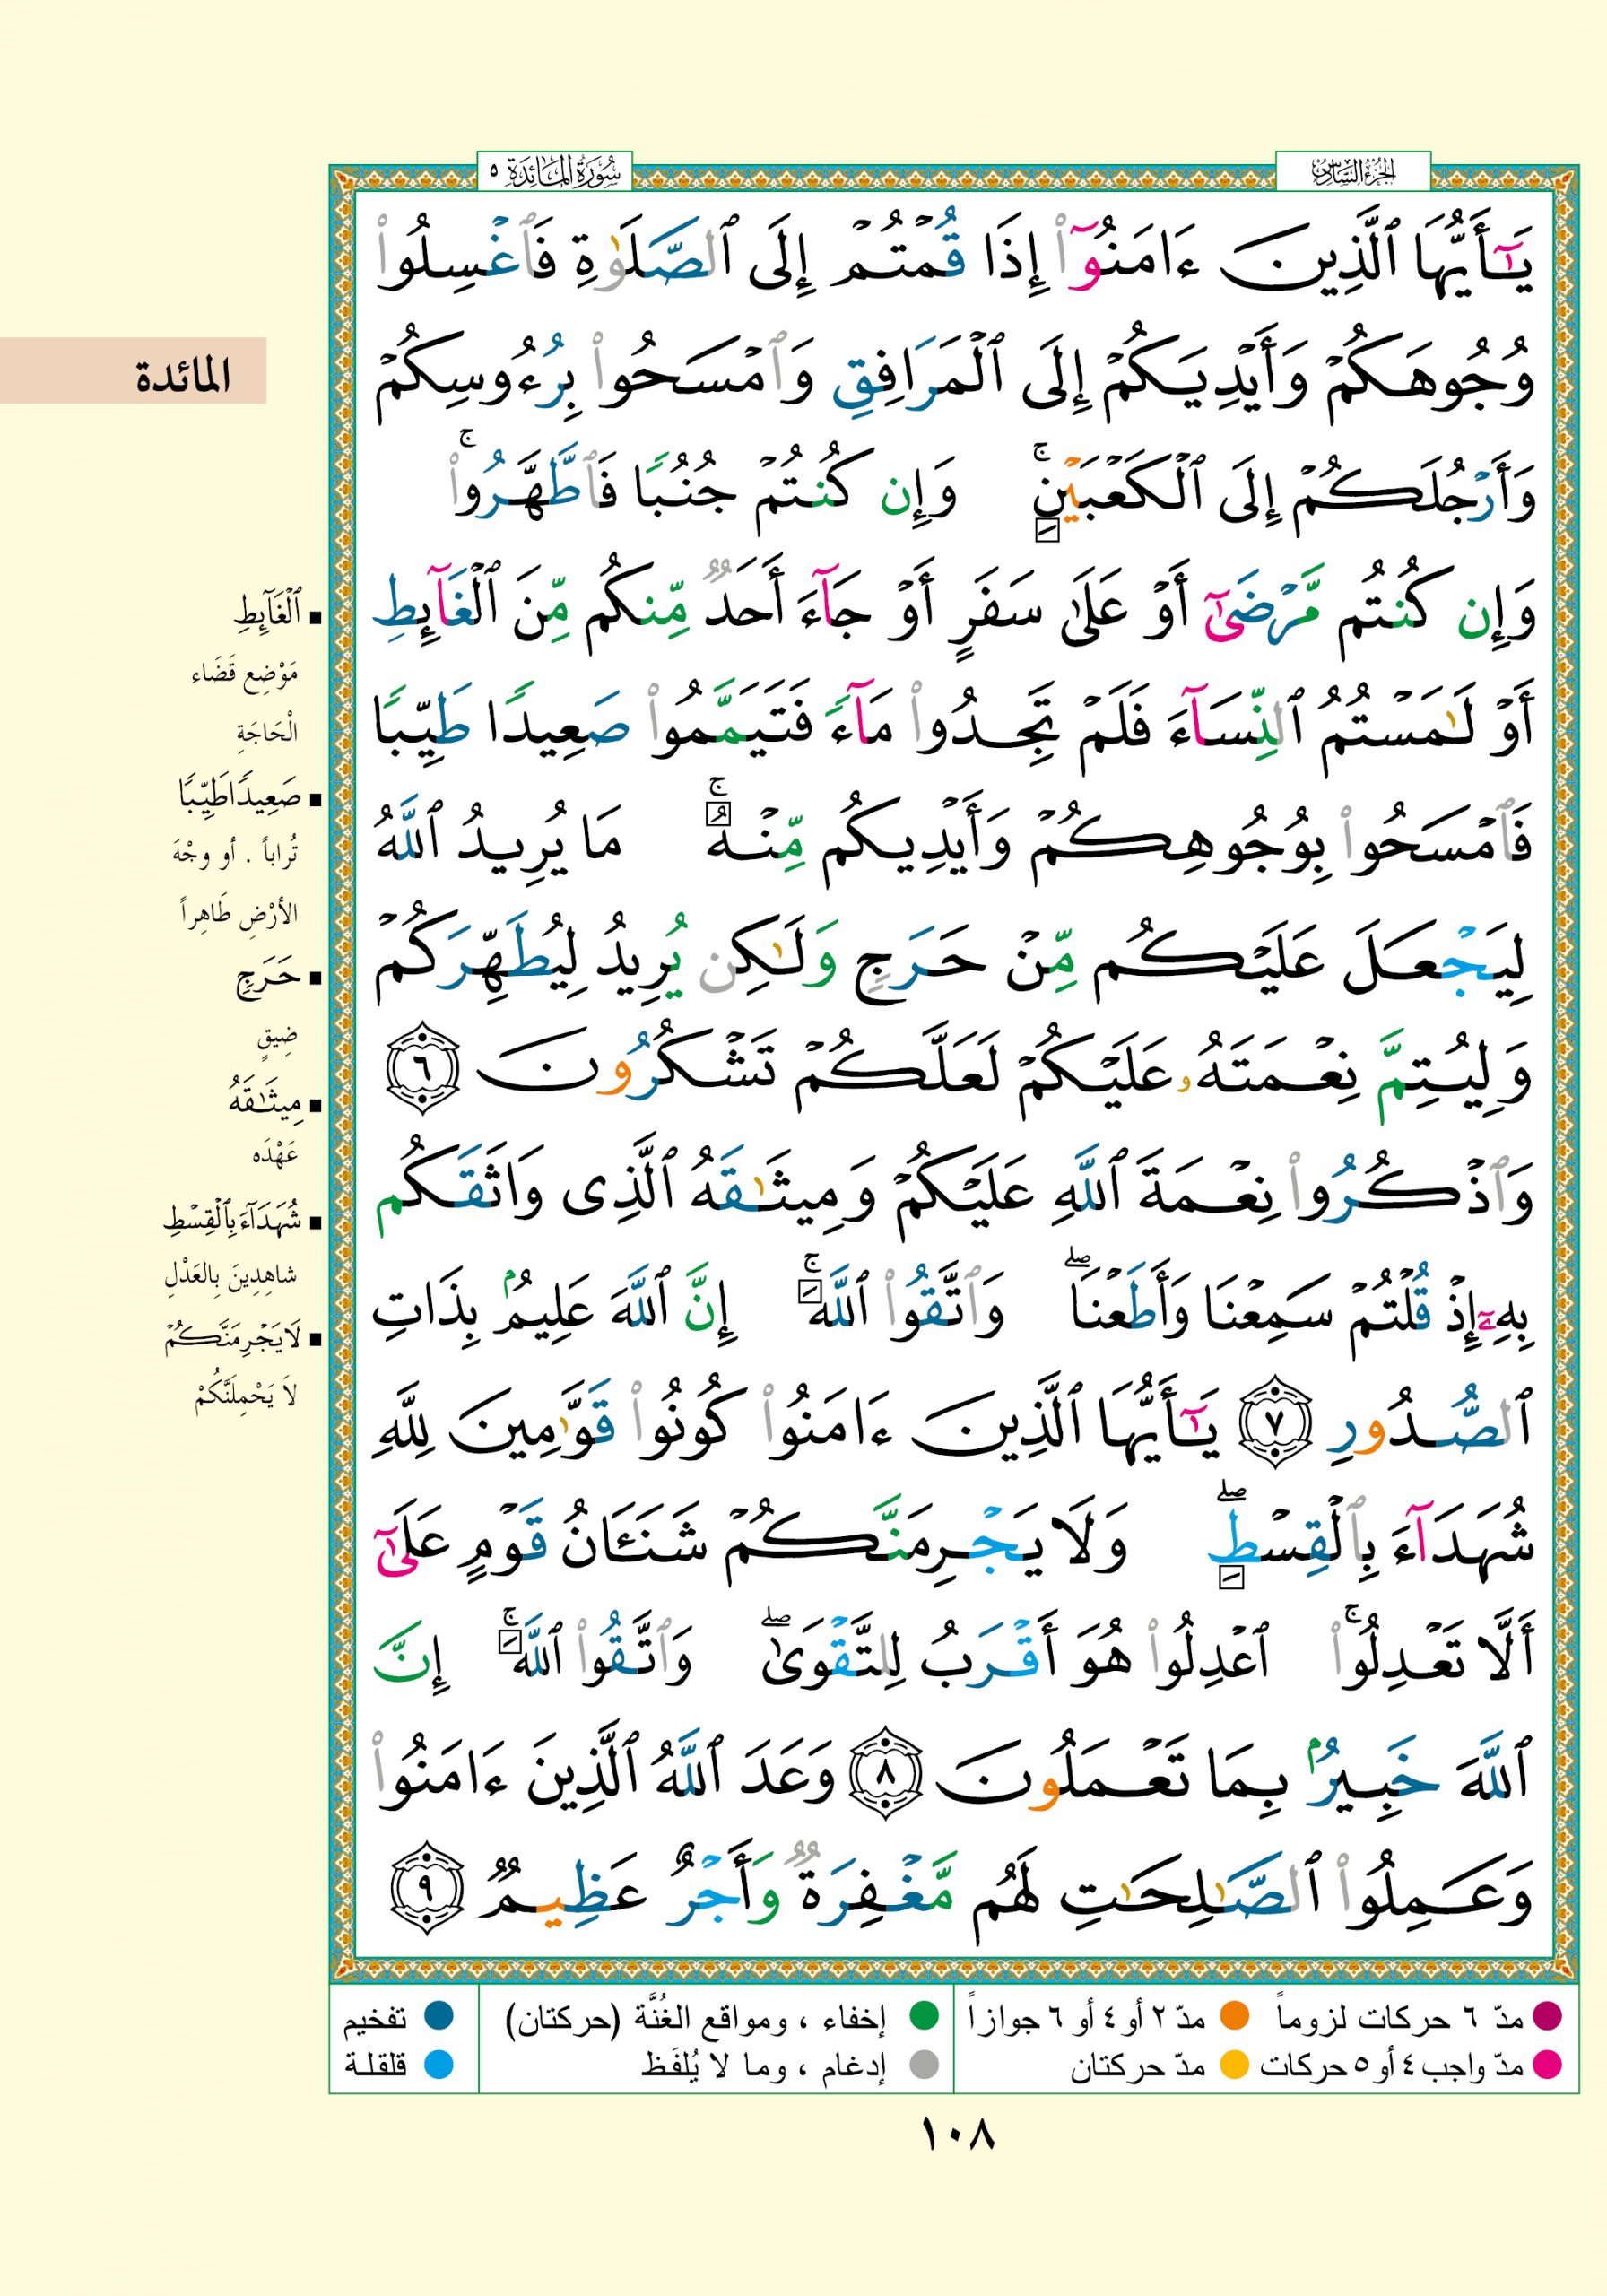 الجزء السادس
سُورَةُ المَائدَة ٥
يَٰٓأَيُّهَا ٱلَّذِينَ ءَامَنُوٓا۟ إِذَا قُمْتُمْ إِلَى ٱلصَّلَوٰةِ فَٱغْسِلُوا۟
وُجُوهَكُمْ وَأَيْدِيَكُمْ إِلَى ٱلْمَرَافِقِ وَٱمْسَحُوا۟ بِرُءُوسِكُمْ
وَأَرْجُلَكُمْ إِلَى ٱلْكَعْبَيْنِ ۚ وَإِن كُنتُمْ جُنُبًا فَٱطَّهَّرُوا۟ ۚ
وَإِن كُنتُم مَّرْضَىٰٓ أَوْ عَلَىٰ سَفَرٍ أَوْ جَآءَ أَحَدٌ مِّنكُم مِّنَ ٱلْغَآئِطِ
أَوْ لَٰمَسْتُمُ ٱلنِّسَآءَ فَلَمْ تَجِدُوا۟ مَآءً فَتَيَمَّمُوا۟ صَعِيدًا طَيِّبًا
فَٱمْسَحُوا۟ بِوُجُوهِكُمْ وَأَيْدِيكُم مِّنْهُ ۚ مَا يُرِيدُ ٱللَّهُ
لِيَجْعَلَ عَلَيْكُم مِّنْ حَرَجٍ وَلَٰكِن يُرِيدُ لِيُطَهِّرَكُمْ
وَلِيُتِمَّ نِعْمَتَهُۥ عَلَيْكُمْ لَعَلَّكُمْ تَشْكُرُونَ ٦
وَٱذْكُرُوا۟ نِعْمَةَ ٱللَّهِ عَلَيْكُمْ وَمِيثَٰقَهُ ٱلَّذِى وَاثَقَكُم
بِهِۦٓ إِذْ قُلْتُمْ سَمِعْنَا وَأَطَعْنَا ۖ وَٱتَّقُوا۟ ٱللَّهَ ۚ إِنَّ ٱللَّهَ عَلِيمٌۢ بِذَاتِ
ٱلصُّدُورِ ٧ يَٰٓأَيُّهَا ٱلَّذِينَ ءَامَنُوا۟ كُونُوا۟ قَوَّٰمِينَ لِلَّهِ
شُهَدَآءَ بِٱلْقِسْطِ ۖ وَلَا يَجْرِمَنَّكُمْ شَنَـَٔانُ قَوْمٍ عَلَىٰٓ
أَلَّا تَعْدِلُوا۟ ۚ ٱعْدِلُوا۟ هُوَ أَقْرَبُ لِلتَّقْوَىٰ ۖ وَٱتَّقُوا۟ ٱللَّهَ ۚ إِنَّ
ٱللَّهَ خَبِيرٌۢ بِمَا تَعْمَلُونَ ٨ وَعَدَ ٱللَّهُ ٱلَّذِينَ ءَامَنُوا۟
وَعَمِلُوا۟ ٱلصَّٰلِحَٰتِ لَهُم مَّغْفِرَةٌ وَأَجْرٌ عَظِيمٌ ٩
المائدة
ٱلْغَآئِطِ
مَوْضِعِ قَضَاء
الْحَاجَةِ
صَعِيدًا طَيِّبًا
تُراباً . أو وجْهَ
الأرْضِ طَاهِراً
حَرَجٍ
ضِيقٍ
مِيثَٰقَهُ
عَهْدَه
شُهَدَآءَ بِٱلْقِسْطِ
شاهِدِينَ بِالعَدْلِ
لَا يَجْرِمَنَّكُمْ
لاَ يَحْمِلَنَّكُمْ
مدّ ٦ حركات لزوماً
مدّ ٢ أو ٤ أو ٦ جوازاً
إخفاء ، ومواقع الغُنَّة (حركتان)
تفخيم
مدّ واجب ٤ أو ٥ حركات
مدّ حركتان
إدغام ، وما لا يُلفَظ
قلقلة
١٠٨